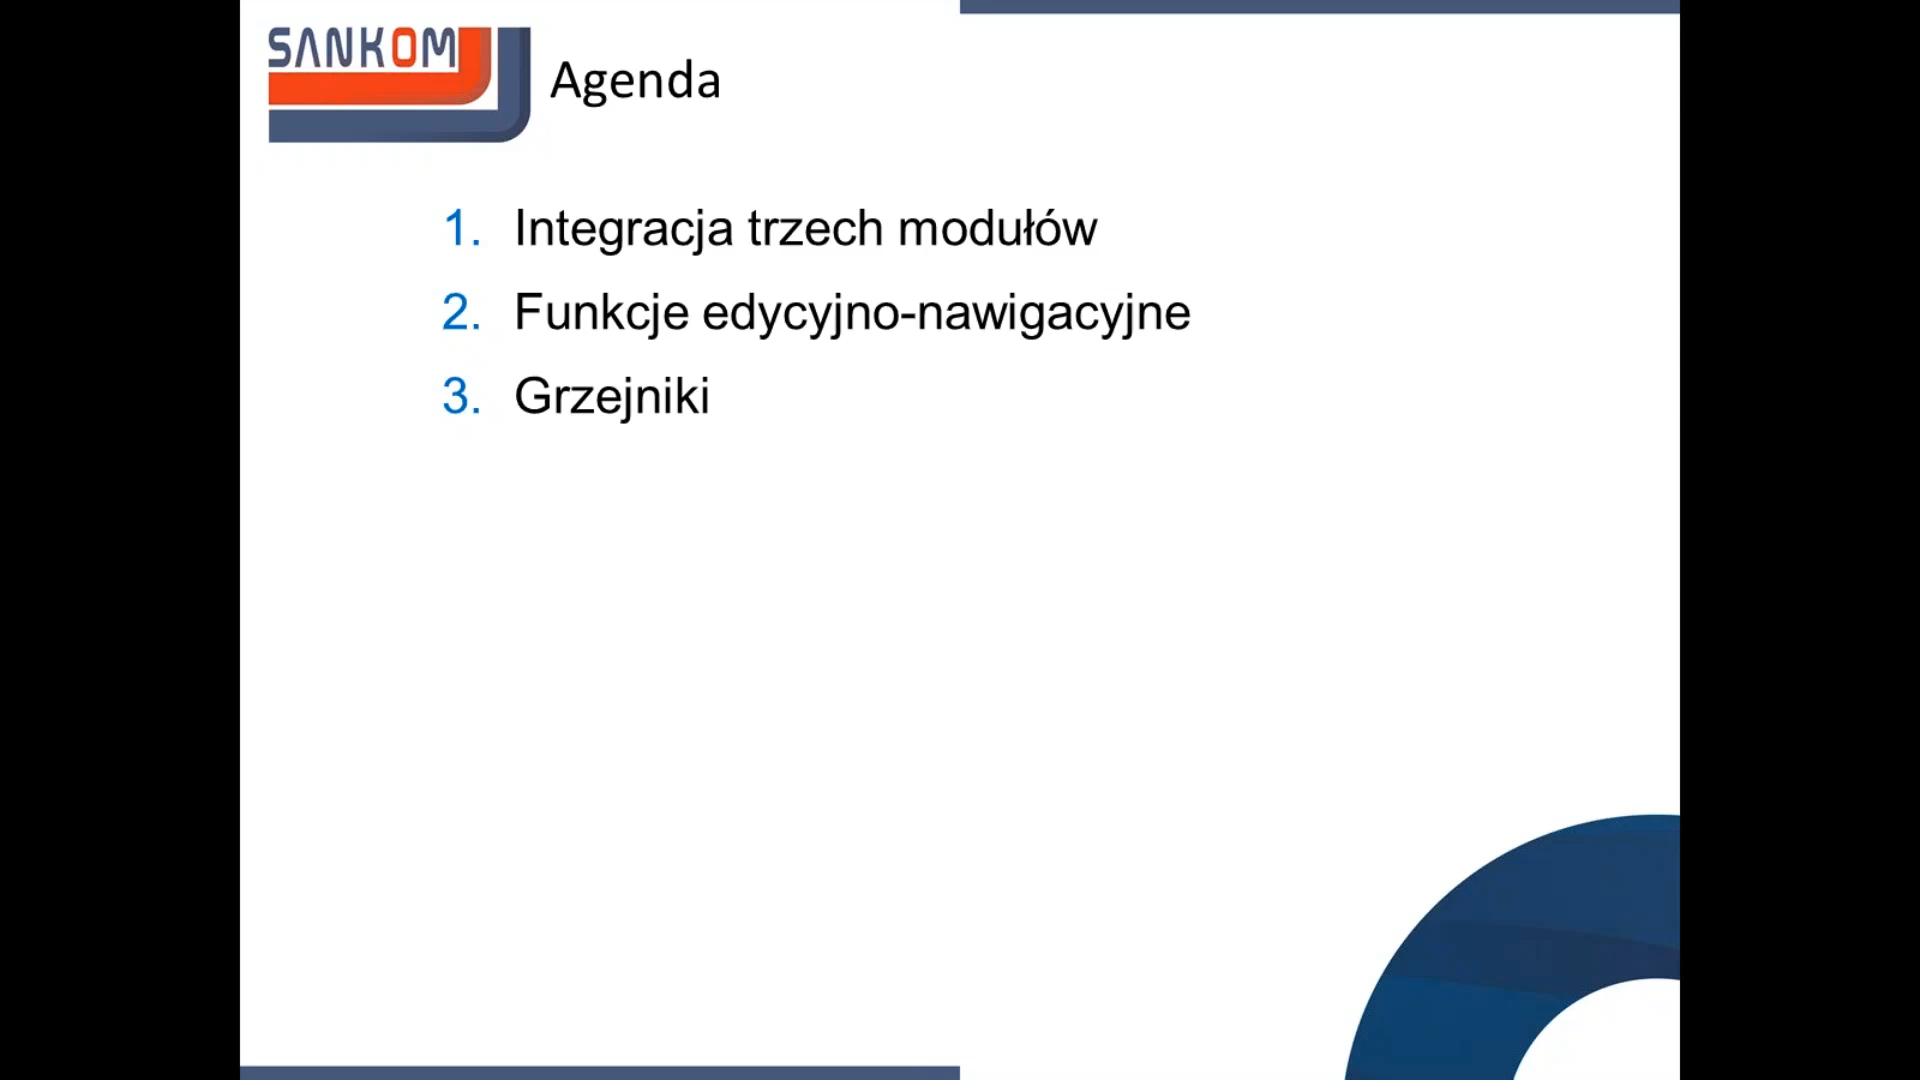 SANKOM
Agenda
1. Integracja trzech modułów
2. Funkcje edycyjno-nawigacyjne
3. Grzejniki